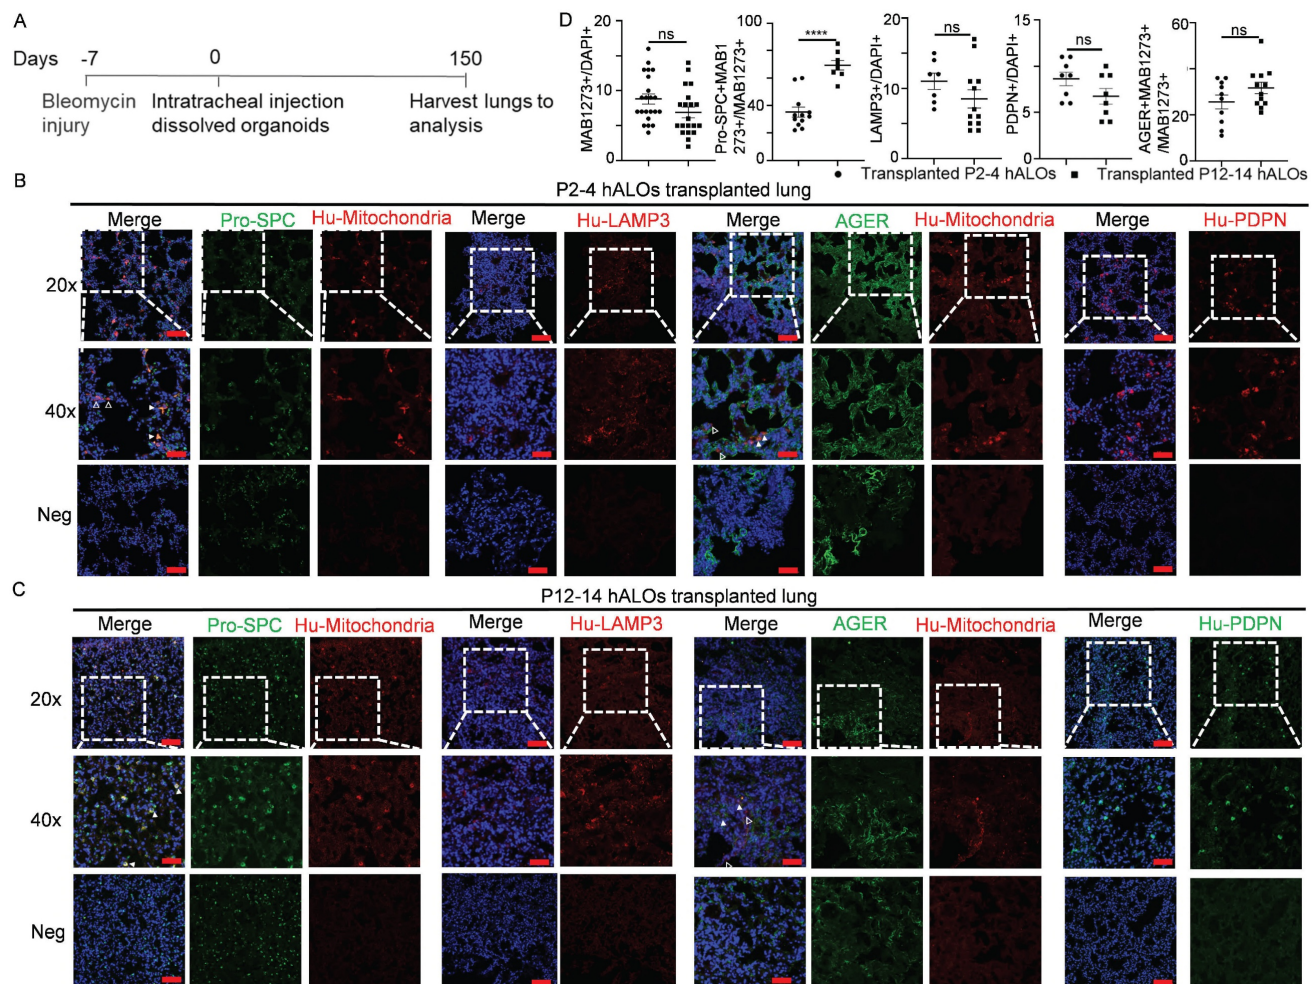 A
Days -7 0 150
Bleomycin injury
Intratracheal injection dissolved organoids
Harvest lungs to analysis
D
MAB1273+/DAPI+
20
10
0
ns
Pro-SPC+MAB1
273+/MAB1273+
100
80
40
0
****
LAMP3+/DAPI+
20
15
10
5
0
ns
PDPN+/DAPI+
15
10
5
0
ns
AGER+MAB1273+
/MAB1273+
60
20
0
ns
● Transplanted P2-4 hALOs ■ Transplanted P12-14 hALOs
B
P2-4 hALOs transplanted lung
Merge Pro-SPC Hu-Mitochondria Merge Hu-LAMP3 Merge AGER Hu-Mitochondria Merge Hu-PDPN
20x
40x
Neg
C
P12-14 hALOs transplanted lung
Merge Pro-SPC Hu-Mitochondria Merge Hu-LAMP3 Merge AGER Hu-Mitochondria Merge Hu-PDPN
20x
40x
Neg